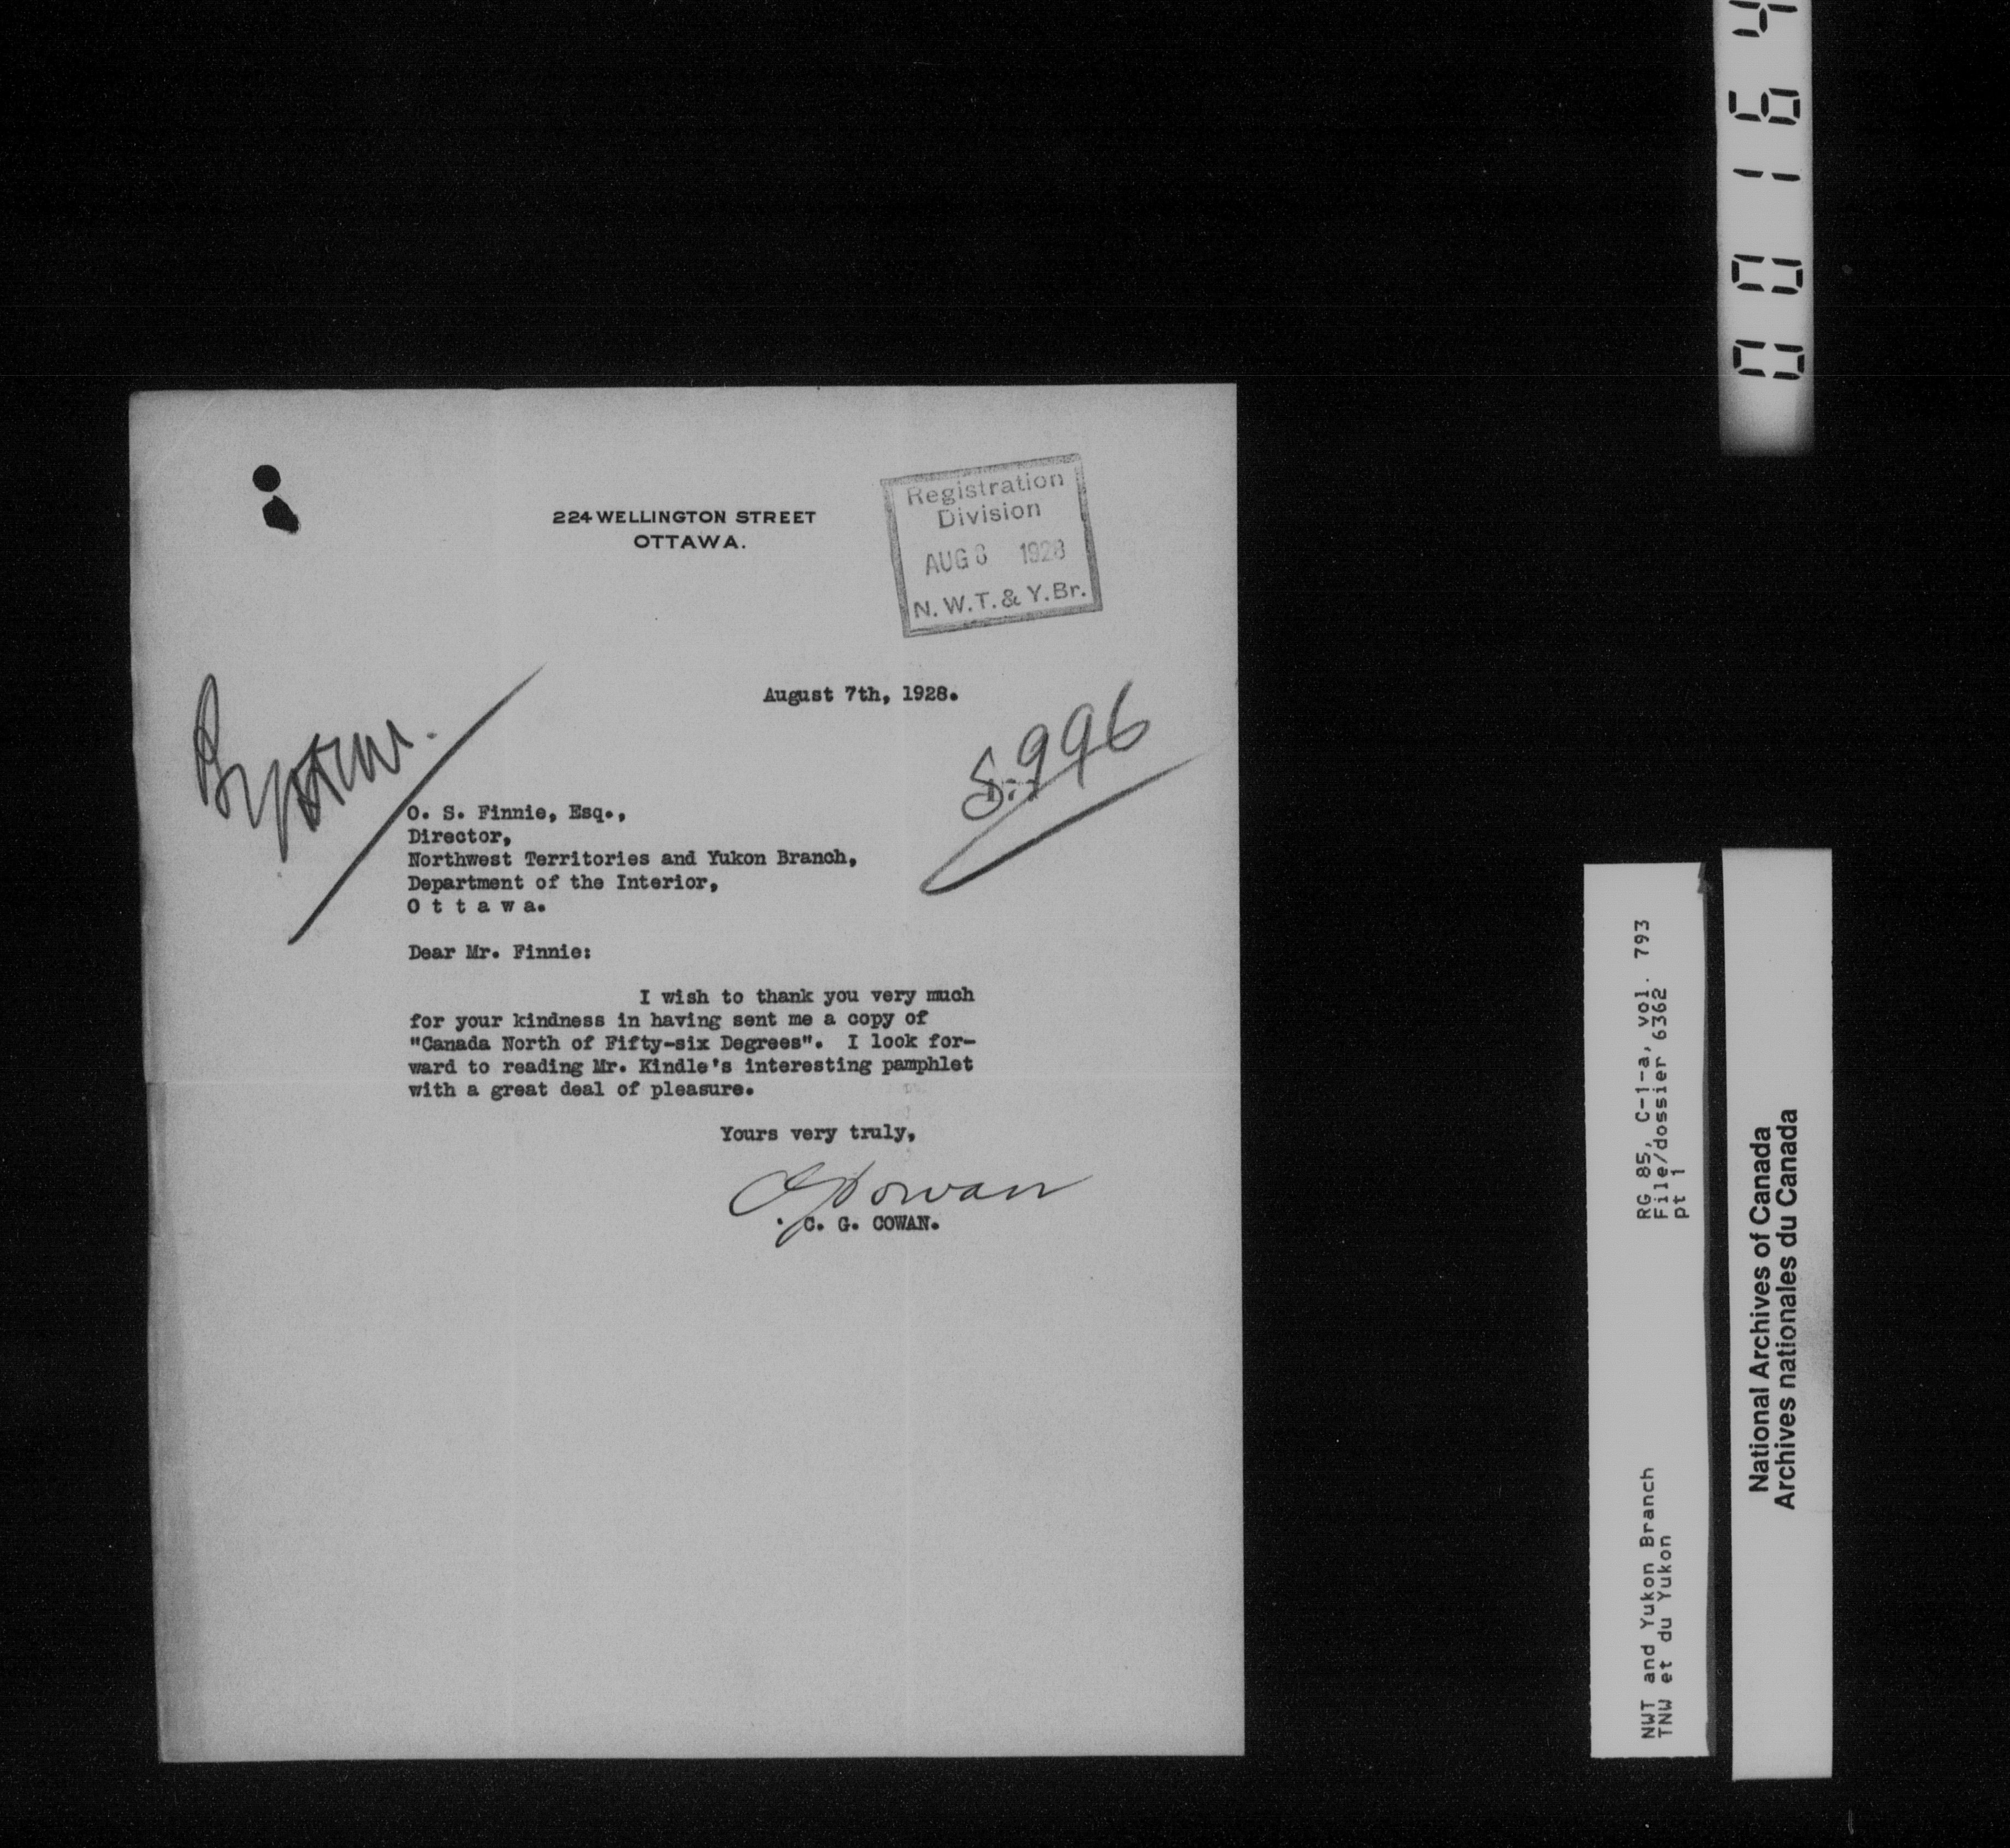 224 WELLINGTON STREET
OTTAWA.
Registration
Division
AUG 8 1928
N. W. T. & Y. Br.
August 7th, 1928.
8996
O. S. Finnie, Esq.,
Director,
Northwest Territories and Yukon Branch,
Department of the Interior,
O t t a w a.
Dear Mr. Finnie:
I wish to thank you very much
for your kindness in having sent me a copy of
"Canada North of Fifty-six Degrees". I look for-
ward to reading Mr. Kindle's interesting pamphlet
with a great deal of pleasure.
Yours very truly,
C. G. COWAN.
00164
RG 85, C-1-a, vol. 793
File/dossier 6362
pt 1
NWT and Yukon Branch
TNW et du Yukon
National Archives of Canada
Archives nationales du Canada